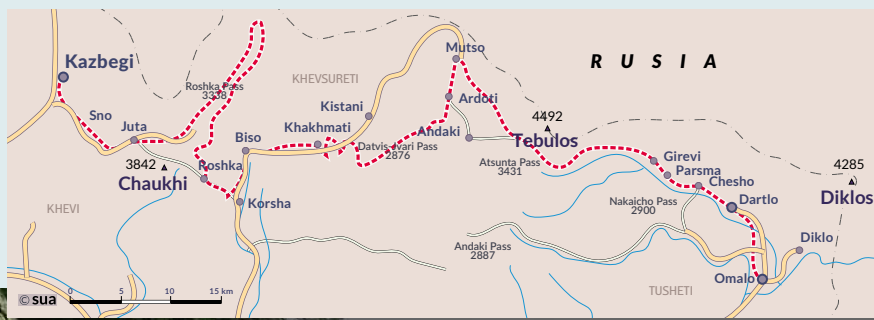 Kazbegi
Sno
Juta
3842
Chaukhi
KHEVI
Roshka Pass
3338
Roshka
Biso
Korsha
KHEVSURETI
Khakhmati
Kistani
Datvis-Jvari Pass
2876
Mutso
Ardoti
Andaki
R U S I A
4492
Tebulos
Atsunta Pass
3431
Girevi
Parsma
Chesho
Dartlo
Nakaicho Pass
2900
Andaki Pass
2887
4285
Diklos
Diklo
Omalo
TUSHETI
© sua
0 5 10 15 km